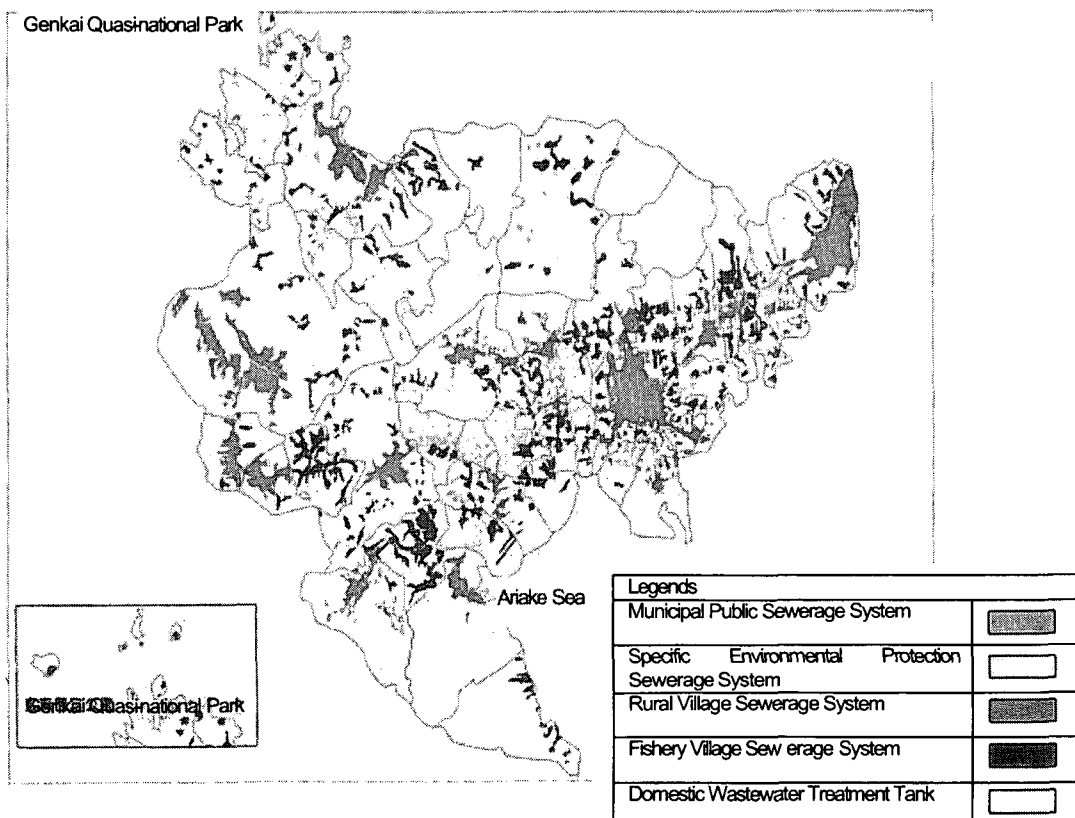 Genkai Quasi-national Park
Ariake Sea
Genkai Quasi-national Park
Legends
Municipal Public Sewerage System
Specific Environmental Protection
Sewerage System
Rural Village Sewerage System
Fishery Village Sew erage System
Domestic Wastewater Treatment Tank